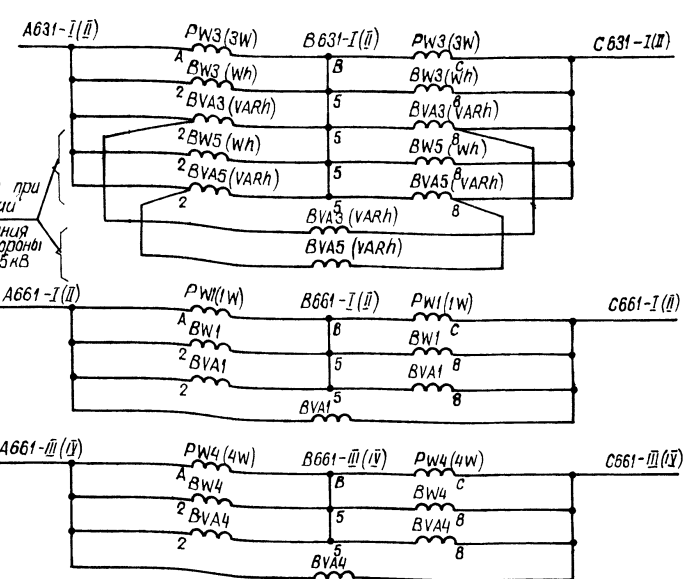 A631-I(II) PW3(3W) B631-I(II) PW3(3W) C631-I(II)
A B C
BW3(Wh) BW3(Wh)
2 5 8
BVA3(VARh) BVA3(VARh)
2 5 8
BW5(Wh) BW5(Wh)
2 5 8
BVA5(VARh) BVA5(VARh)
2 5 8
при
BVA3(VARh)
BVA5(VARh)
5кВ
A661-I(II) PW1(1W) B661-I(II) PW1(1W) C661-I(II)
A B C
BW1 BW1
2 5 8
BVA1 BVA1
2 5 8
BVA1
A661-III(IV) PW4(4W) B661-III(IV) PW4(4W) C661-III(IV)
A B C
BW4 BW4
2 5 8
BVA4 BVA4
2 5 8
BVA4